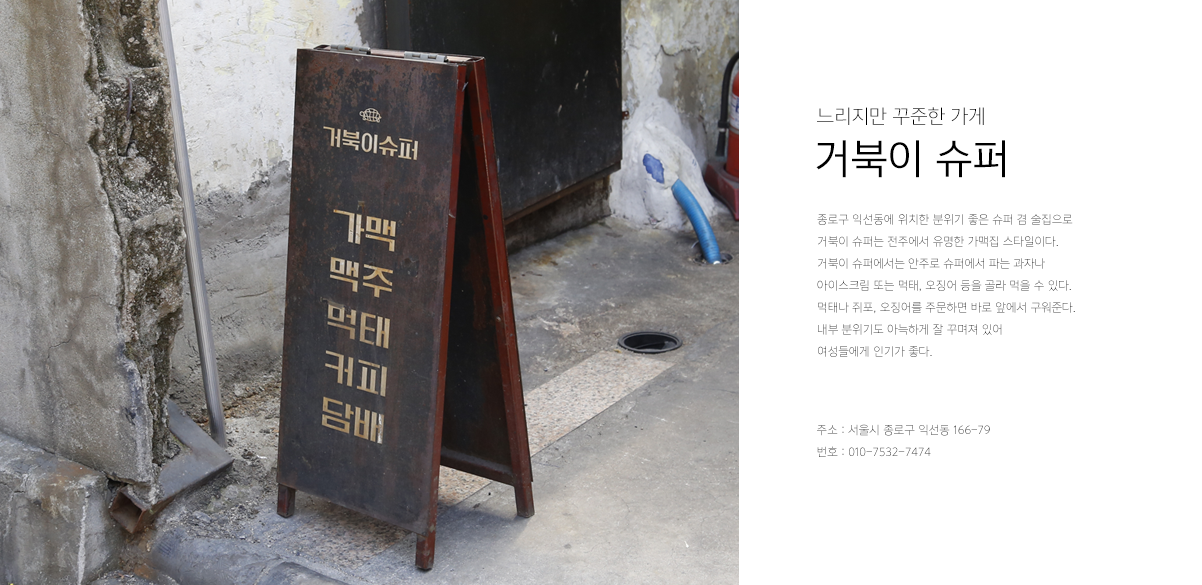 거북이슈퍼
가맥
맥주
먹태
커피
담배
느리지만 꾸준한 가게
거북이 슈퍼
종로구 익선동에 위치한 분위기 좋은 슈퍼 겸 술집으로
거북이 슈퍼는 전주에서 유명한 가맥집 스타일이다.
거북이 슈퍼에서는 안주로 슈퍼에서 파는 과자나
아이스크림 또는 먹태, 오징어 등을 골라 먹을 수 있다.
먹태나 쥐포, 오징어를 주문하면 바로 앞에서 구워준다.
내부 분위기도 아늑하게 잘 꾸며져 있어
여성들에게 인기가 좋다.
주소 : 서울시 종로구 익선동 166-79
번호 : 010-7532-7474